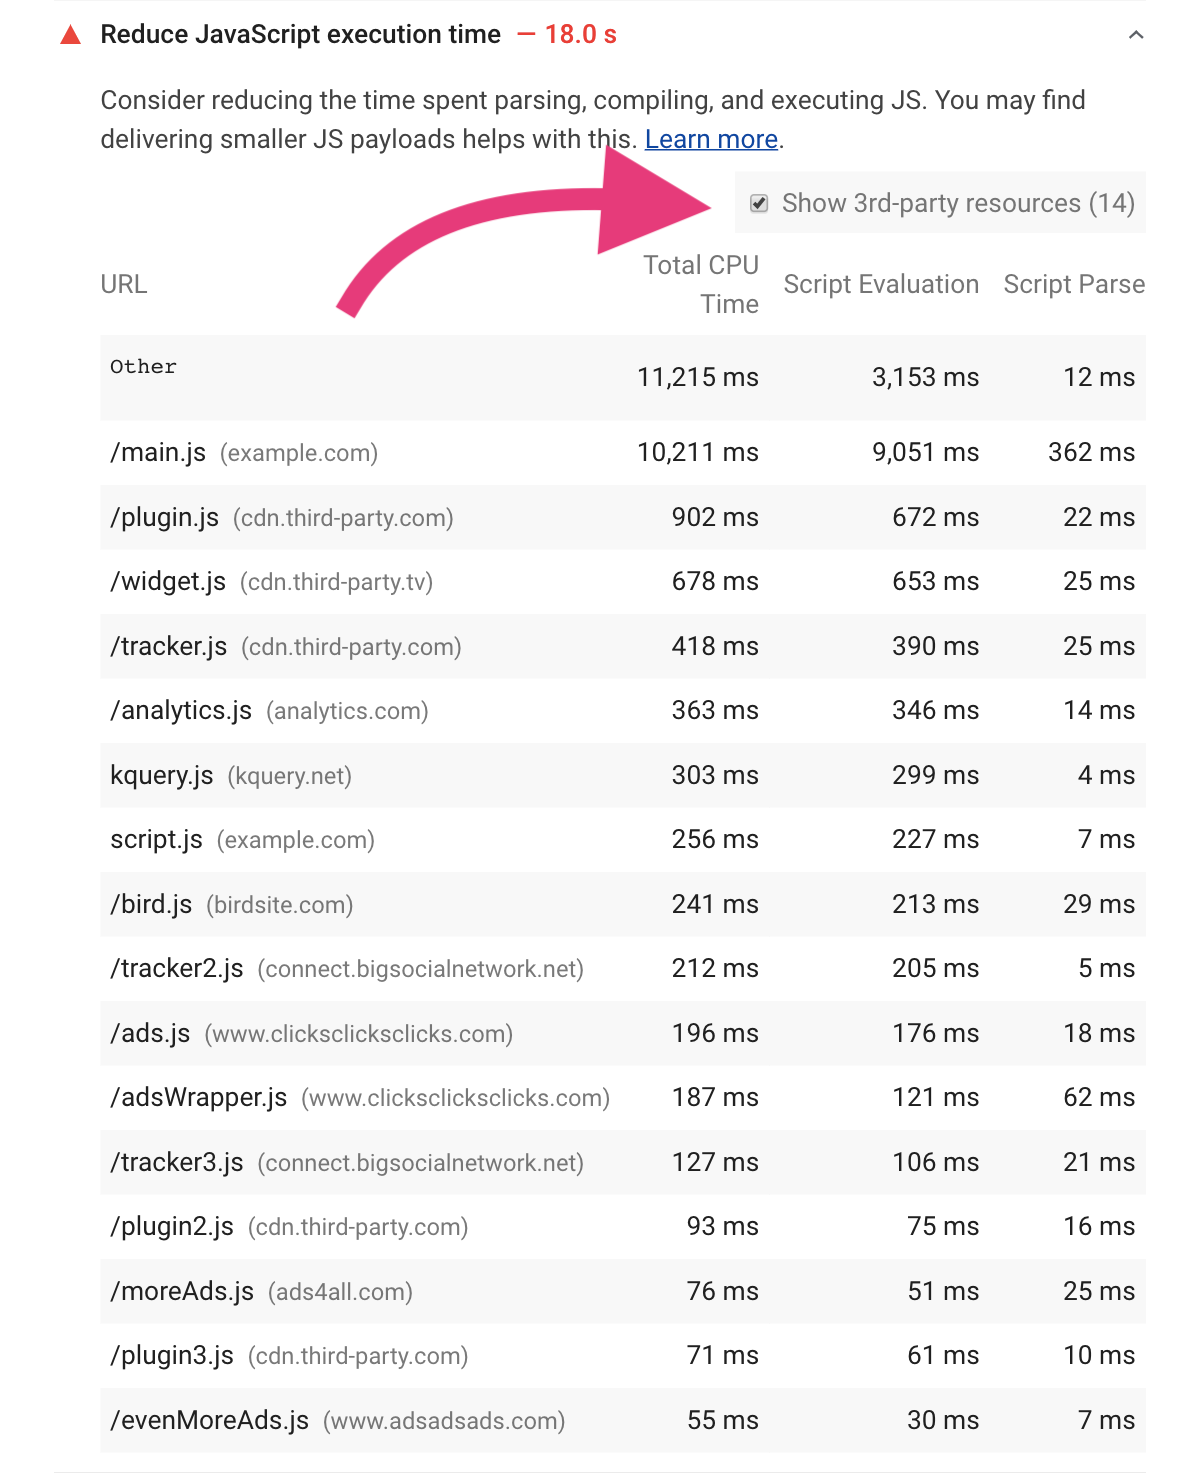 Reduce JavaScript execution time — 18.0 s
Consider reducing the time spent parsing, compiling, and executing JS. You may find
delivering smaller JS payloads helps with this. Learn more.
Show 3rd-party resources (14)
URL Total CPU Time Script Evaluation Script Parse
Other 11,215 ms 3,153 ms 12 ms
/main.js (example.com) 10,211 ms 9,051 ms 362 ms
/plugin.js (cdn.third-party.com) 902 ms 672 ms 22 ms
/widget.js (cdn.third-party.tv) 678 ms 653 ms 25 ms
/tracker.js (cdn.third-party.com) 418 ms 390 ms 25 ms
/analytics.js (analytics.com) 363 ms 346 ms 14 ms
kquery.js (kquery.net) 303 ms 299 ms 4 ms
script.js (example.com) 256 ms 227 ms 7 ms
/bird.js (birdsite.com) 241 ms 213 ms 29 ms
/tracker2.js (connect.bigsocialnetwork.net) 212 ms 205 ms 5 ms
/ads.js (www.clicksclicksclicks.com) 196 ms 176 ms 18 ms
/adsWrapper.js (www.clicksclicksclicks.com) 187 ms 121 ms 62 ms
/tracker3.js (connect.bigsocialnetwork.net) 127 ms 106 ms 21 ms
/plugin2.js (cdn.third-party.com) 93 ms 75 ms 16 ms
/moreAds.js (ads4all.com) 76 ms 51 ms 25 ms
/plugin3.js (cdn.third-party.com) 71 ms 61 ms 10 ms
/evenMoreAds.js (www.adsadsads.com) 55 ms 30 ms 7 ms